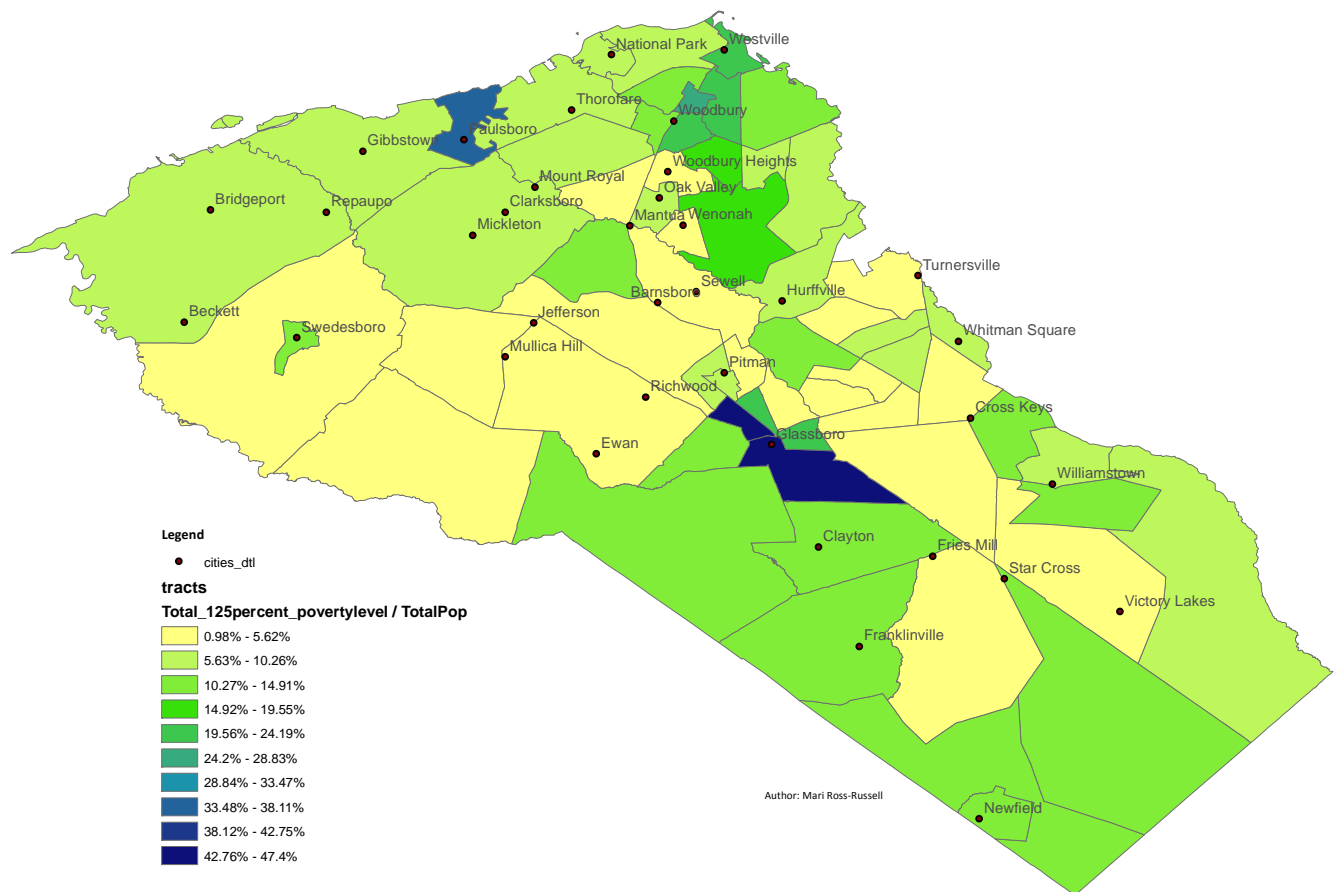 National Park
Westville
Thorofare
Woodbury
Paulsboro
Gibbstown
Woodbury Heights
Mount Royal
Oak Valley
Bridgeport
Repaupo
Clarksboro
Mantua
Wenonah
Mickleton
Turnersville
Sewell
Barnsboro
Hurffville
Beckett
Jefferson
Swedesboro
Whitman Square
Mullica Hill
Pitman
Richwood
Cross Keys
Glassboro
Ewan
Williamstown
Legend
cities_dtl
tracts
Total_125percent_povertylevel / TotalPop
0.98% - 5.62%
5.63% - 10.26%
10.27% - 14.91%
14.92% - 19.55%
19.56% - 24.19%
24.2% - 28.83%
28.84% - 33.47%
33.48% - 38.11%
38.12% - 42.75%
42.76% - 47.4%
Clayton
Fries Mill
Star Cross
Victory Lakes
Franklinville
Author: Mari Ross-Russell
Newfield